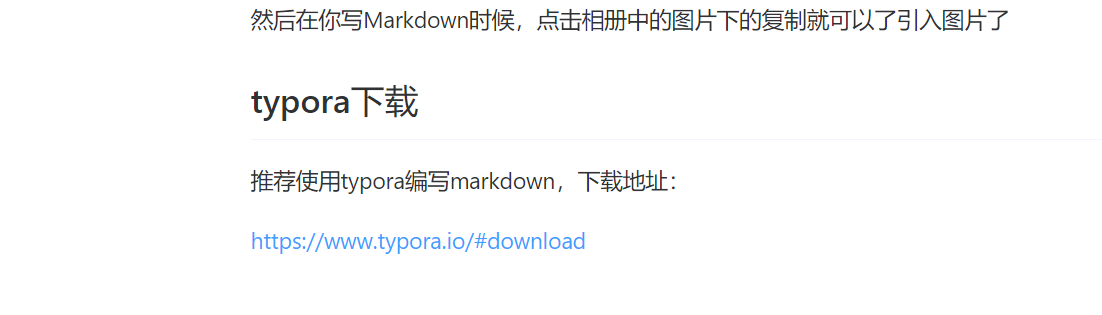 然后在你写Markdown时候，点击相册中的图片下的复制就可以了引入图片了
typora下载
推荐使用typora编写markdown，下载地址：
https://www.typora.io/#download